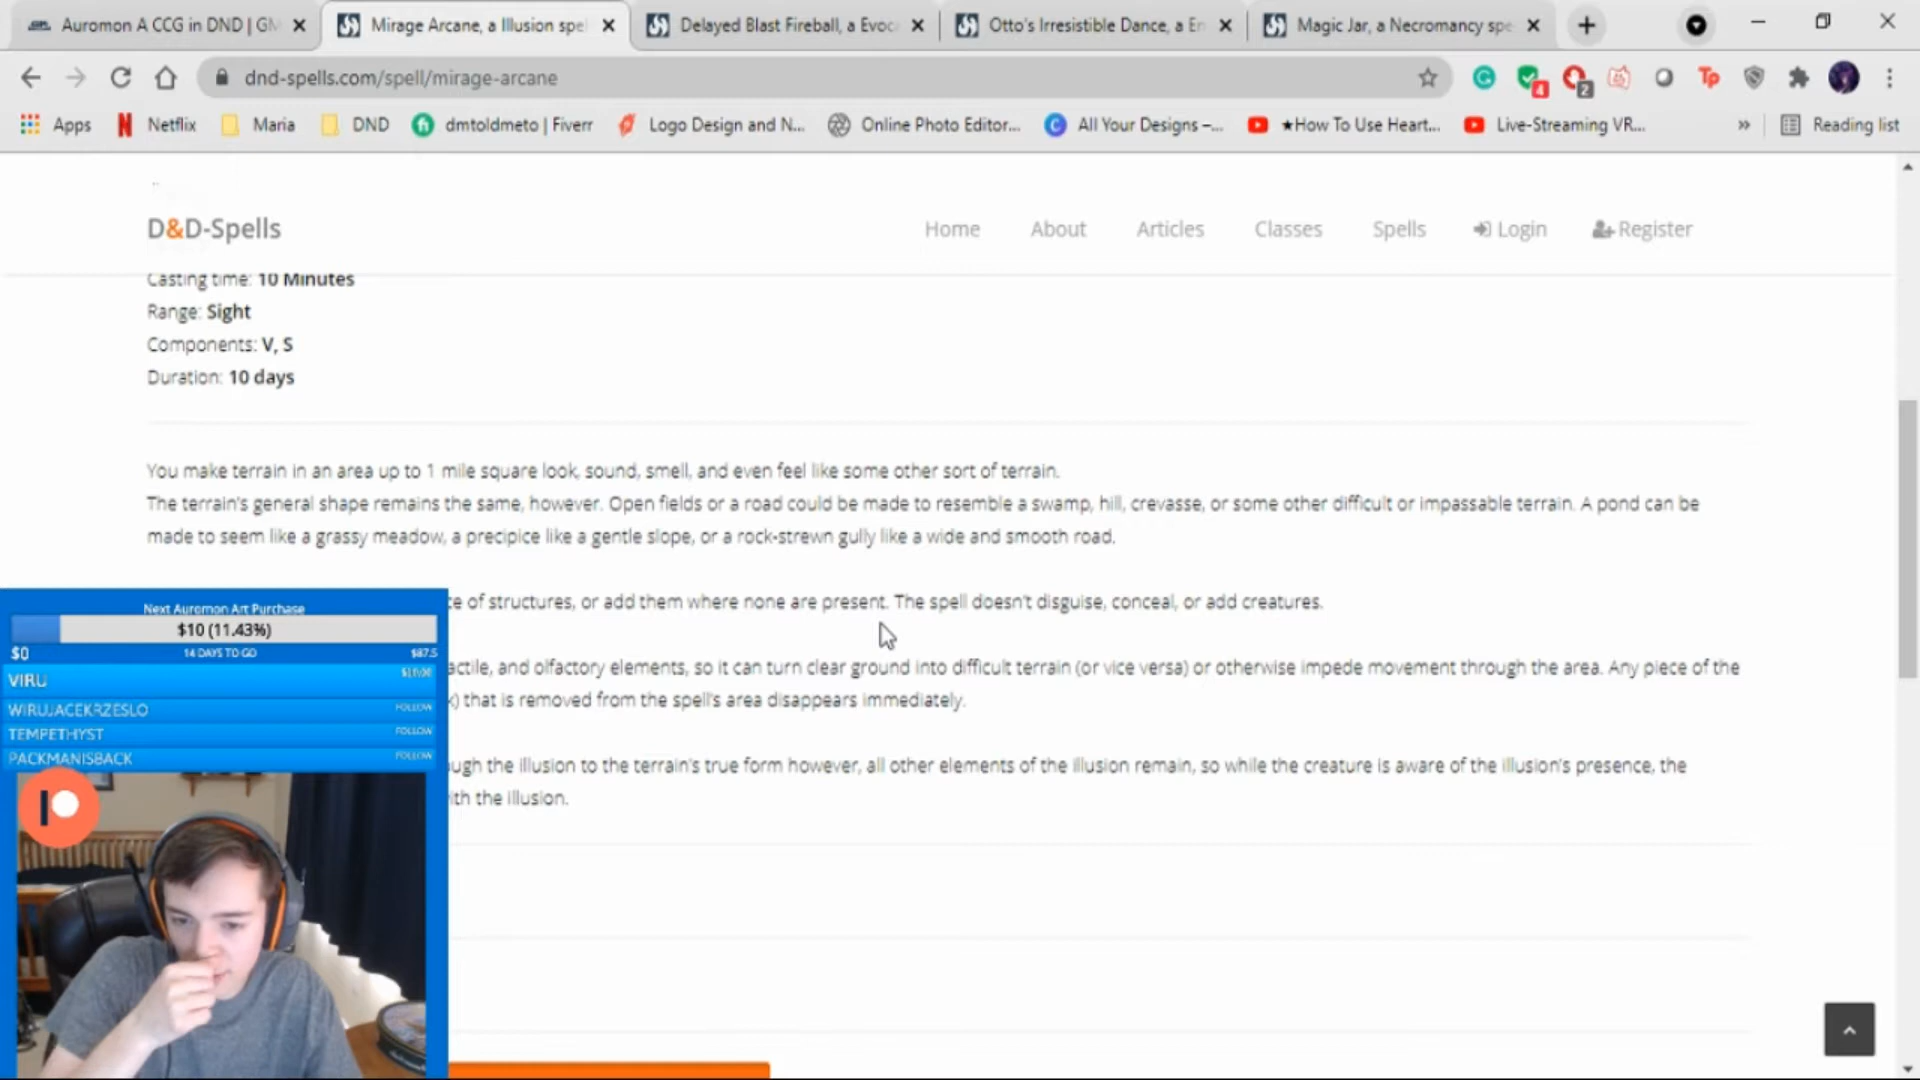 Auromon A CCG in DND | GM
Mirage Arcane, a Illusion spel
Delayed Blast Fireball, a Evoc
Otto's Irresistible Dance, a En
Magic Jar, a Necromancy spe
dnd-spells.com/spell/mirage-arcane
4
2
Tp
Apps
Netflix
Maria
DND
dmtoldmeto | Fiverr
Logo Design and N...
Online Photo Editor...
All Your Designs –...
★How To Use Heart...
Live-Streaming VR...
»
Reading list
D&D-Spells
Home
About
Articles
Classes
Spells
Login
Register
Casting time: 10 Minutes
Range: Sight
Components: V, S
Duration: 10 days
You make terrain in an area up to 1 mile square look, sound, smell, and even feel like some other sort of terrain.
The terrain's general shape remains the same, however. Open fields or a road could be made to resemble a swamp, hill, crevasse, or some other difficult or impassable terrain. A pond can be
made to seem like a grassy meadow, a precipice like a gentle slope, or a rock-strewn gully like a wide and smooth road.
of structures, or add them where none are present. The spell doesn't disguise, conceal, or add creatures.
and olfactory elements, so it can turn clear ground into difficult terrain (or vice versa) or otherwise impede movement through the area. Any piece of the
that is removed from the spell's area disappears immediately.
the illusion to the terrain's true form however, all other elements of the illusion remain, so while the creature is aware of the illusion's presence, the
the illusion.
Next Auromon Art Purchase
$10 (11.43%)
$0
14 DAYS TO GO
$87.5
VIRU
WIRUJACEKRZESLO FOLLOW
TEMPETHYST FOLLOW
PACKMANISBACK FOLLOW